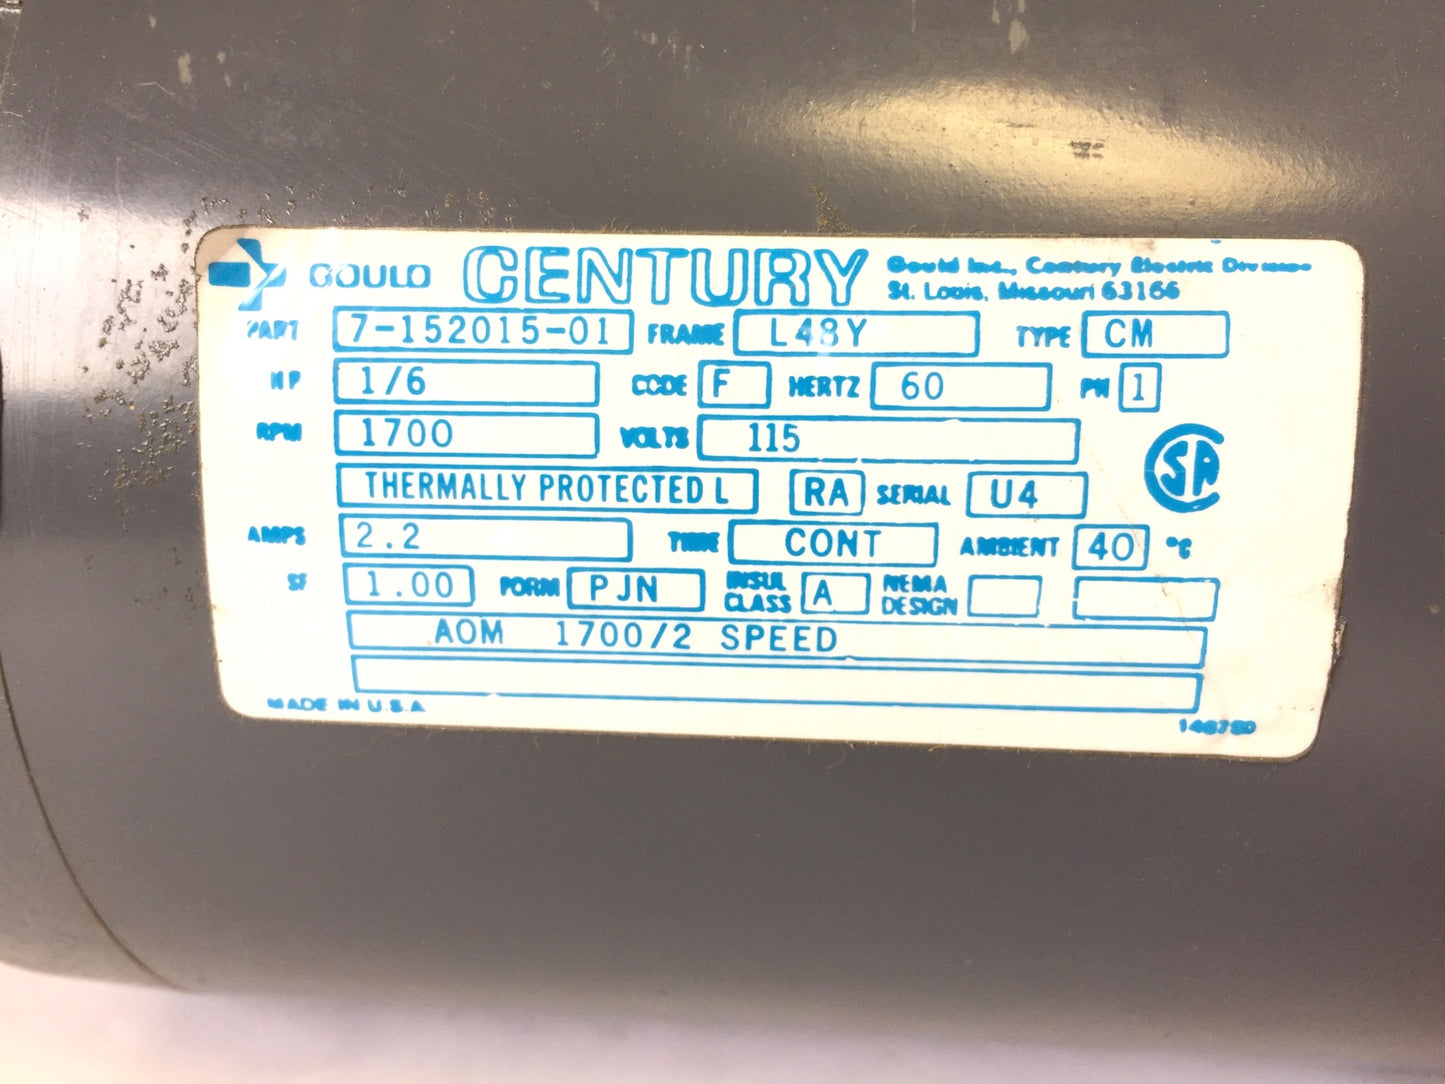 GOULD CENTURY Gould Inc., Century Electric Division
St. Louis, Missouri 63166
PART 7-152015-01 FRAME L48Y TYPE CM
HP 1/6 CODE F HERTZ 60 PH 1
RPM 1700 VOLTS 115
THERMALLY PROTECTED L RA SERIAL U4
SA
AMPS 2.2 TIME CONT AMBIENT 40 °C
SF 1.00 FORM PJN INSUL CLASS A NEMA DESIGN
AOM 1700/2 SPEED
MADE IN U.S.A